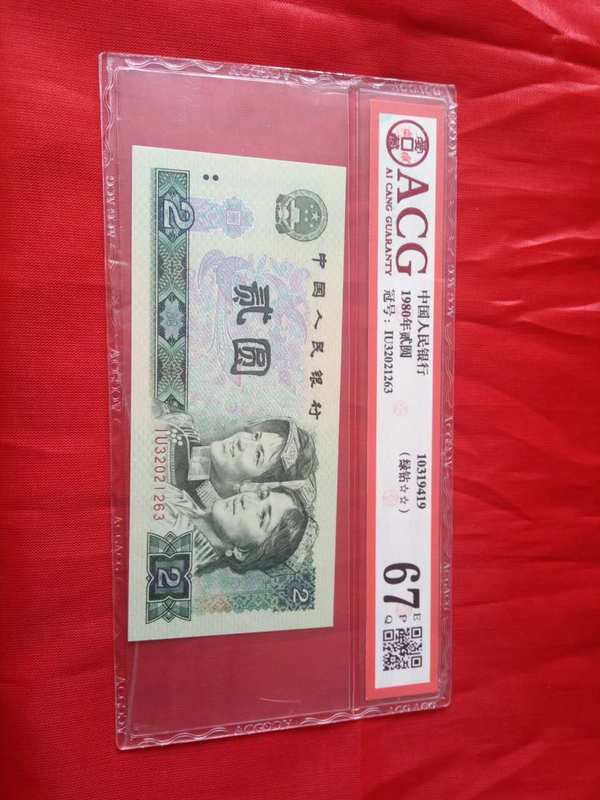 ACG
AI CANG GUARANTY
中国人民银行
1980年贰圆
冠号：IU32021263
10319419
（绿钻☆☆）
67
E
P
Q
中国人民银行
贰圆
2
IU32021263
2
2